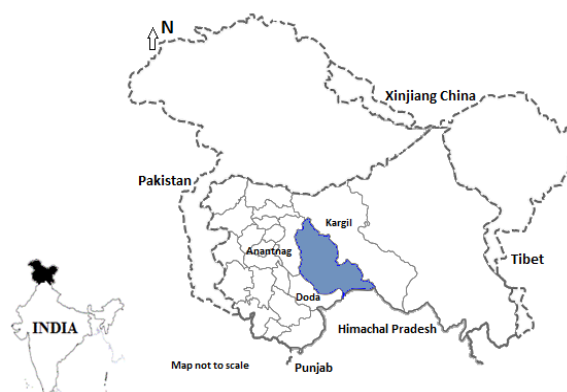 N
Xinjiang China
Pakistan
Kargil
Anantnag
Tibet
Doda
INDIA
Himachal Pradesh
Map not to scale
Punjab